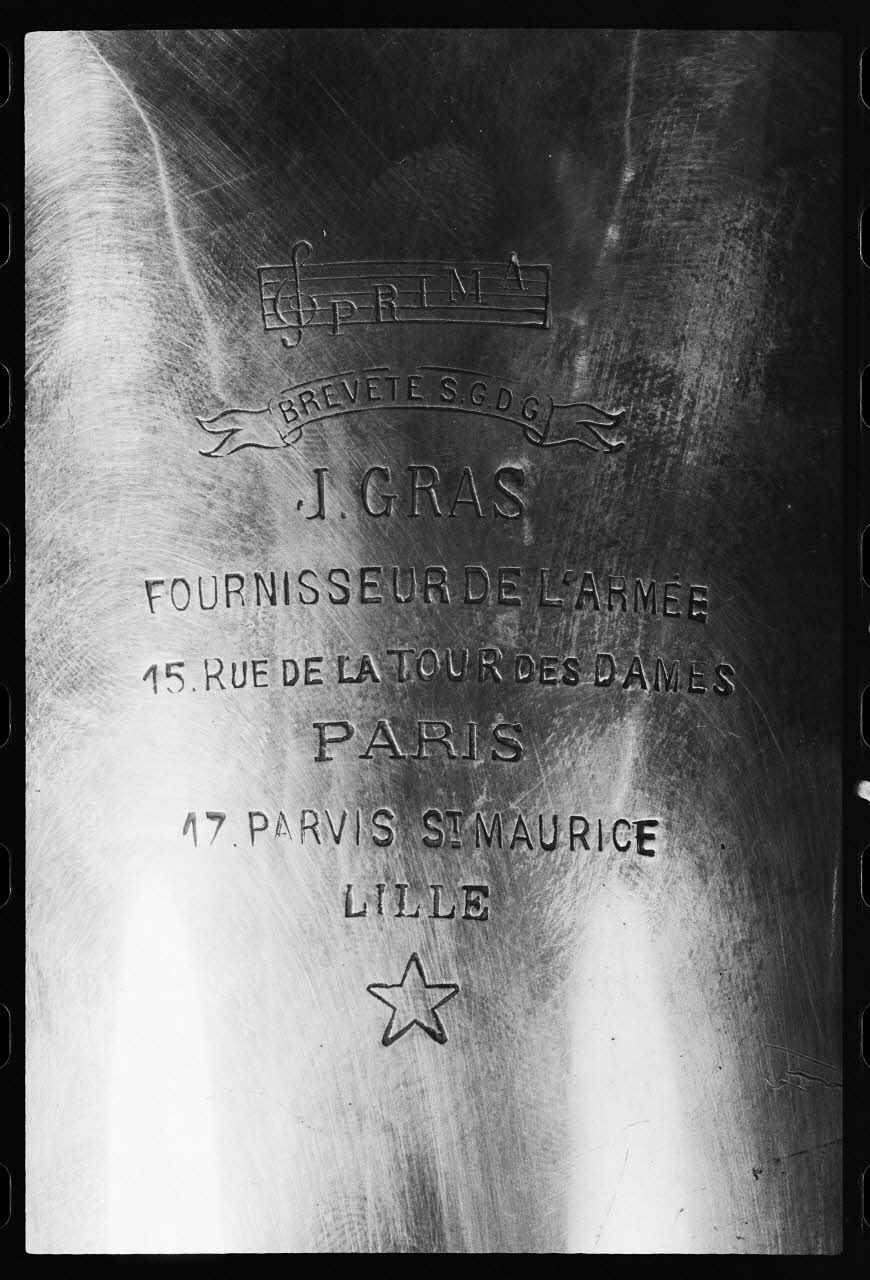 PRIMA
BREVETE S.G.D.G
J. GRAS
FOURNISSEUR DE L'ARMÉE
15. RUE DE LA TOUR DES DAMES
PARIS
17. PARVIS ST MAURICE
LILLE